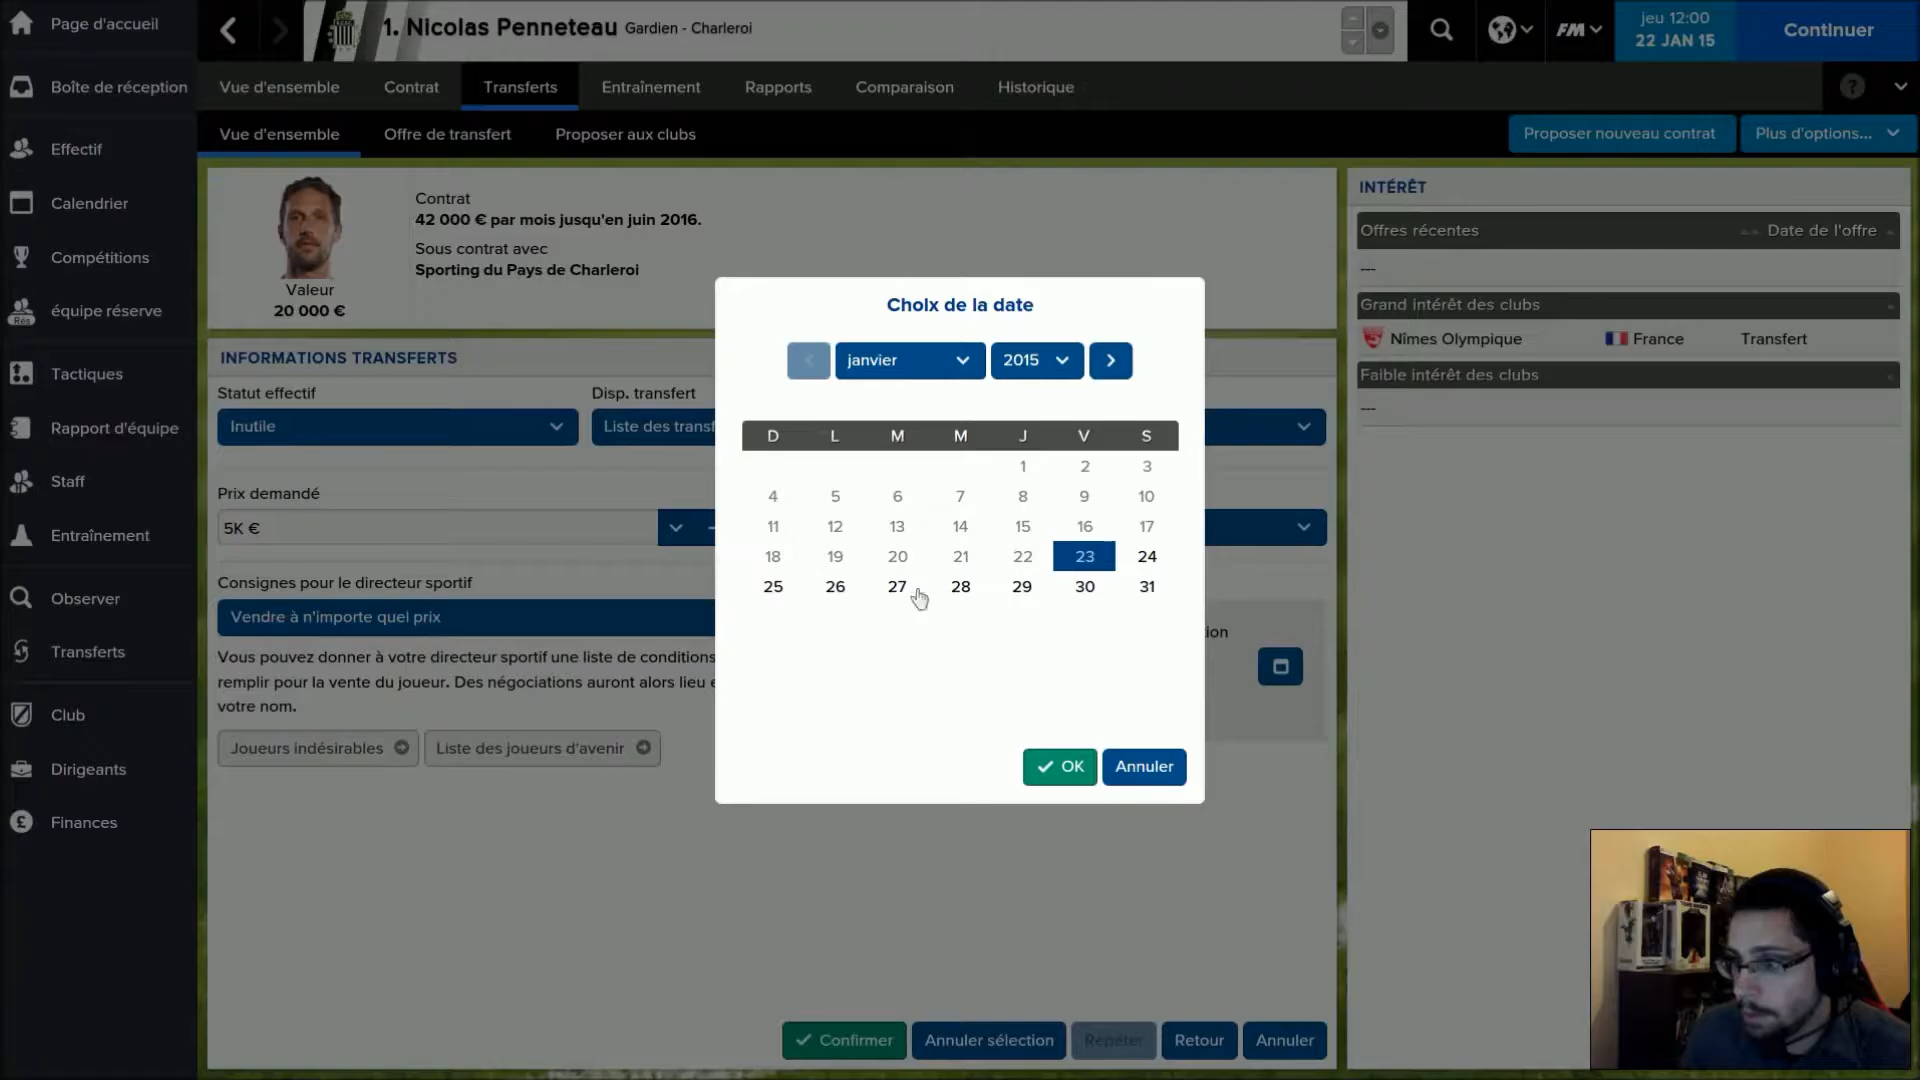 Page d'accueil
1. Nicolas Penneteau Gardien - Charleroi
FM
jeu 12:00
22 JAN 15
Continuer
Boîte de réception
Vue d'ensemble Contrat Transferts Entraînement Rapports Comparaison Historique
?
Vue d'ensemble Offre de transfert Proposer aux clubs
Proposer nouveau contrat Plus d'options...
Effectif
Calendrier
Compétitions
équipe réserve
Tactiques
Rapport d'équipe
Staff
Entraînement
Observer
Transferts
Club
Dirigeants
Finances
Valeur
20 000 €
Contrat
42 000 € par mois jusqu'en juin 2016.
Sous contrat avec
Sporting du Pays de Charleroi
INFORMATIONS TRANSFERTS
Statut effectif Disp. transfert
Inutile Liste des transf
Prix demandé
5K €
Consignes pour le directeur sportif
Vendre à n'importe quel prix
Vous pouvez donner à votre directeur sportif une liste de conditions
remplir pour la vente du joueur. Des négociations auront alors lieu
votre nom.
Joueurs indésirables Liste des joueurs d'avenir
Choix de la date
janvier 2015
D L M M J V S
1 2 3
4 5 6 7 8 9 10
11 12 13 14 15 16 17
18 19 20 21 22 23 24
25 26 27 28 29 30 31
OK Annuler
ion
Confirmer Annuler sélection Répéter Retour Annuler
INTÉRÊT
Offres récentes Date de l'offre
---
Grand intérêt des clubs
Nîmes Olympique France Transfert
Faible intérêt des clubs
---